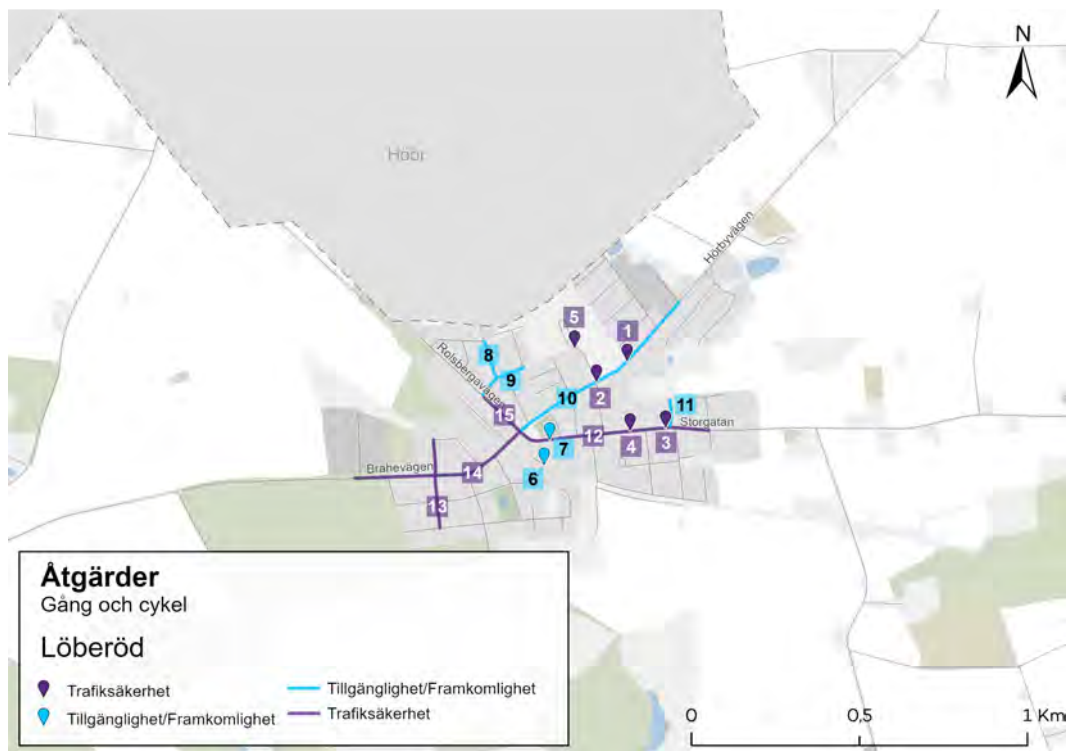 N
Höör
Hörbyvägen
5
1
8
Rolsbergavägen
9
10
2
11
15
Storgatan
12
4
3
7
Brahevägen
14
6
13
Åtgärder
Gång och cykel
Löberöd
Trafiksäkerhet
Tillgänglighet/Framkomlighet
Tillgänglighet/Framkomlighet
Trafiksäkerhet
0 0,5 1 Km